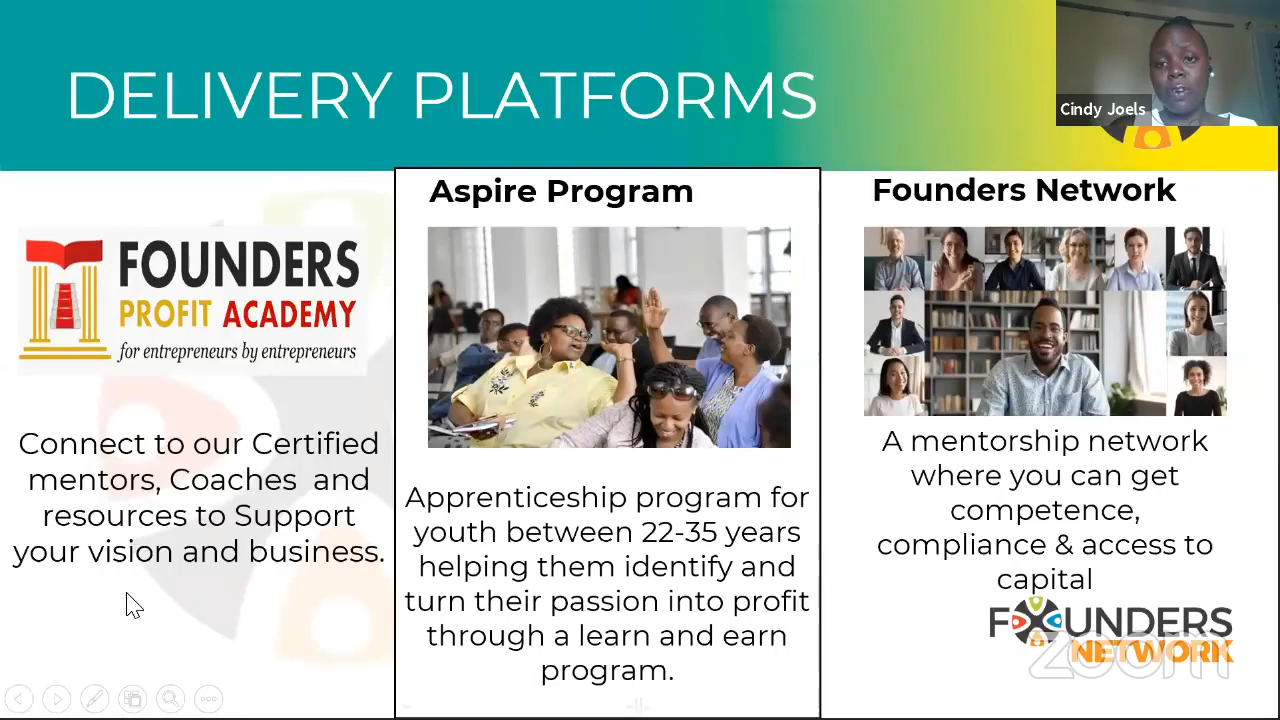 DELIVERY PLATFORMS
Cindy Joels
FOUNDERS
PROFIT ACADEMY
for entrepreneurs by entrepreneurs
Connect to our Certified
mentors, Coaches and
resources to Support
your vision and business.
Aspire Program
Apprenticeship program for
youth between 22-35 years
helping them identify and
turn their passion into profit
through a learn and earn
program.
Founders Network
A mentorship network
where you can get
competence,
compliance & access to
capital
FOUNDERS
NETWORK
zoom